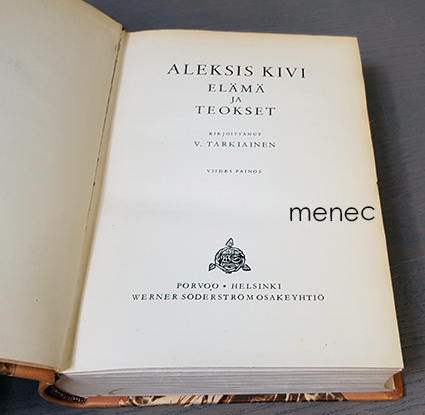 ALEKSIS KIVI
ELÄMÄ
JA
TEOKSET
KIRJOITTANUT
V. TARKIAINEN
VIIDES PAINOS
menec
PORVOO • HELSINKI
WERNER SÖDERSTRÖM OSAKEYHTIÖ